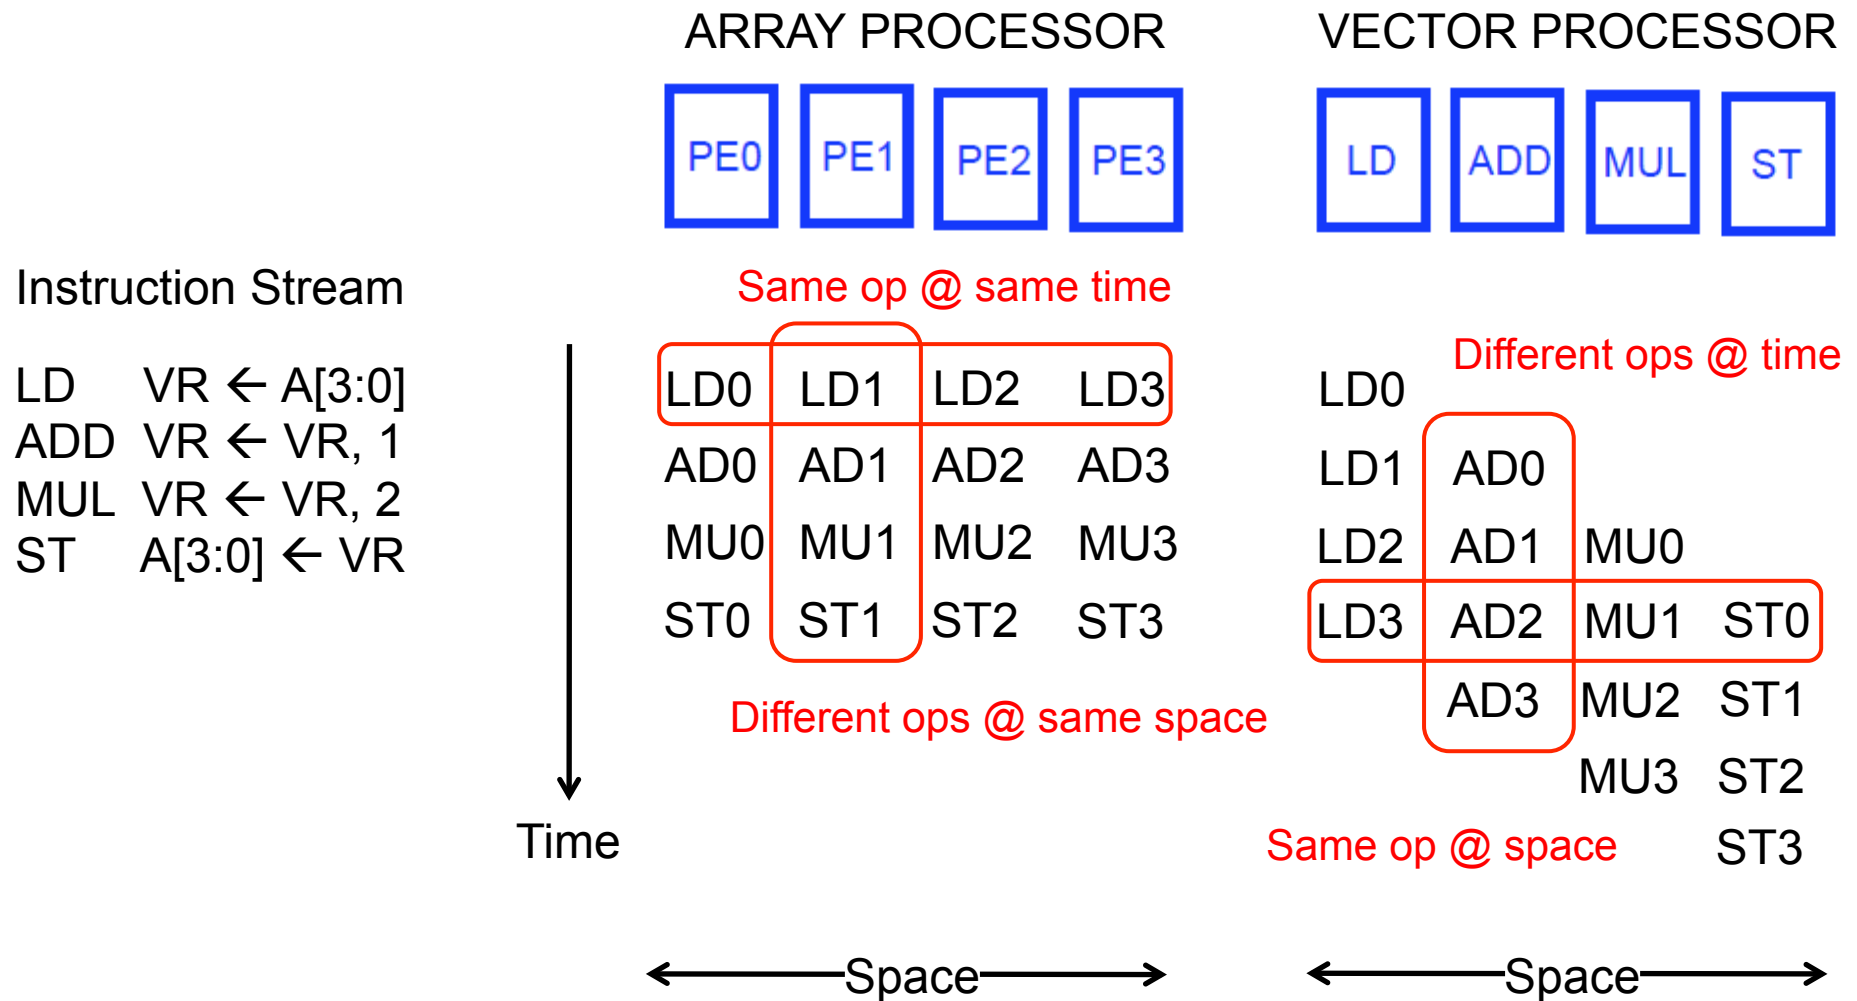 ARRAY PROCESSOR VECTOR PROCESSOR
PE0 PE1 PE2 PE3 LD ADD MUL ST
Instruction Stream
Same op @ same time
Different ops @ time
LD VR ← A[3:0]
ADD VR ← VR, 1
MUL VR ← VR, 2
ST A[3:0] ← VR
LD0 LD1 LD2 LD3
AD0 AD1 AD2 AD3
MU0 MU1 MU2 MU3
ST0 ST1 ST2 ST3
Different ops @ same space
LD0
LD1 AD0
LD2 AD1 MU0
LD3 AD2 MU1 ST0
AD3 MU2 ST1
MU3 ST2
ST3
Same op @ space
Time
Space Space